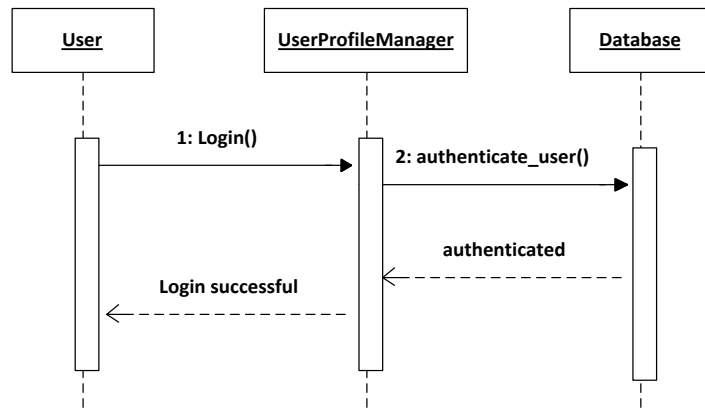 User
UserProfileManager
Database
1: Login()
2: authenticate_user()
authenticated
Login successful